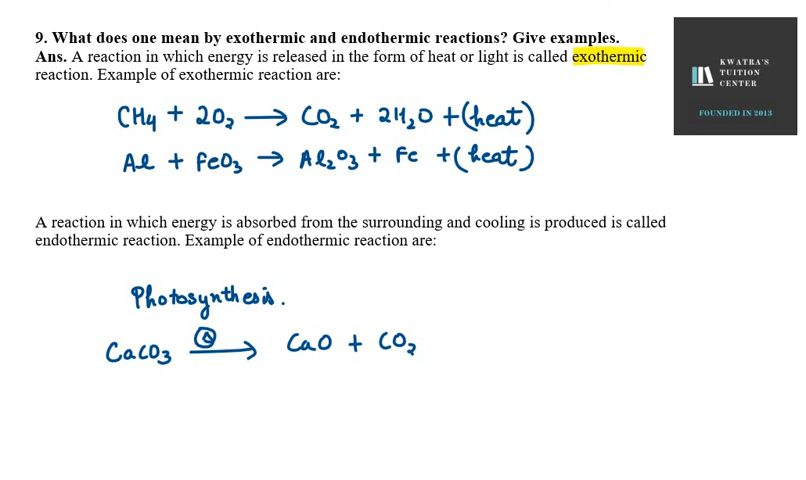 9. What does one mean by exothermic and endothermic reactions? Give examples.
Ans. A reaction in which energy is released in the form of heat or light is called exothermic
reaction. Example of exothermic reaction are:
CH4 + 2O2 → CO2 + 2H2O + (heat)
Al + FeO3 → Al2O3 + Fe + (heat)
A reaction in which energy is absorbed from the surrounding and cooling is produced is called
endothermic reaction. Example of endothermic reaction are:
Photosynthesis.
CaCO3 → CaO + CO2
KWATRA'S
TUITION
CENTER
FOUNDED IN 2013